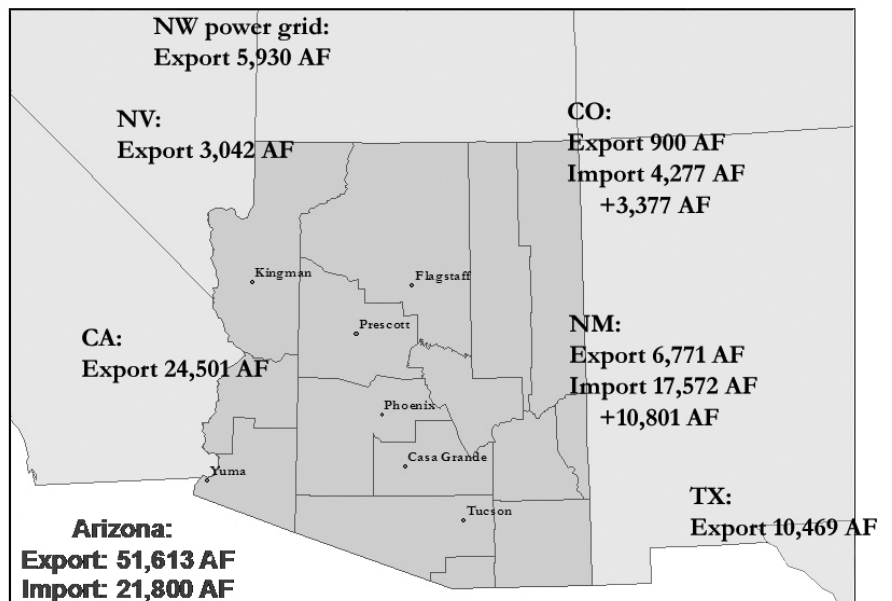 NW power grid:
Export 5,930 AF
NV:
Export 3,042 AF
CO:
Export 900 AF
Import 4,277 AF
+3,377 AF
Kingman
Flagstaff
Prescott
CA:
Export 24,501 AF
NM:
Export 6,771 AF
Import 17,572 AF
+10,801 AF
Phoenix
Casa Grande
Yuma
Tucson
TX:
Export 10,469 AF
Arizona:
Export: 51,613 AF
Import: 21,800 AF